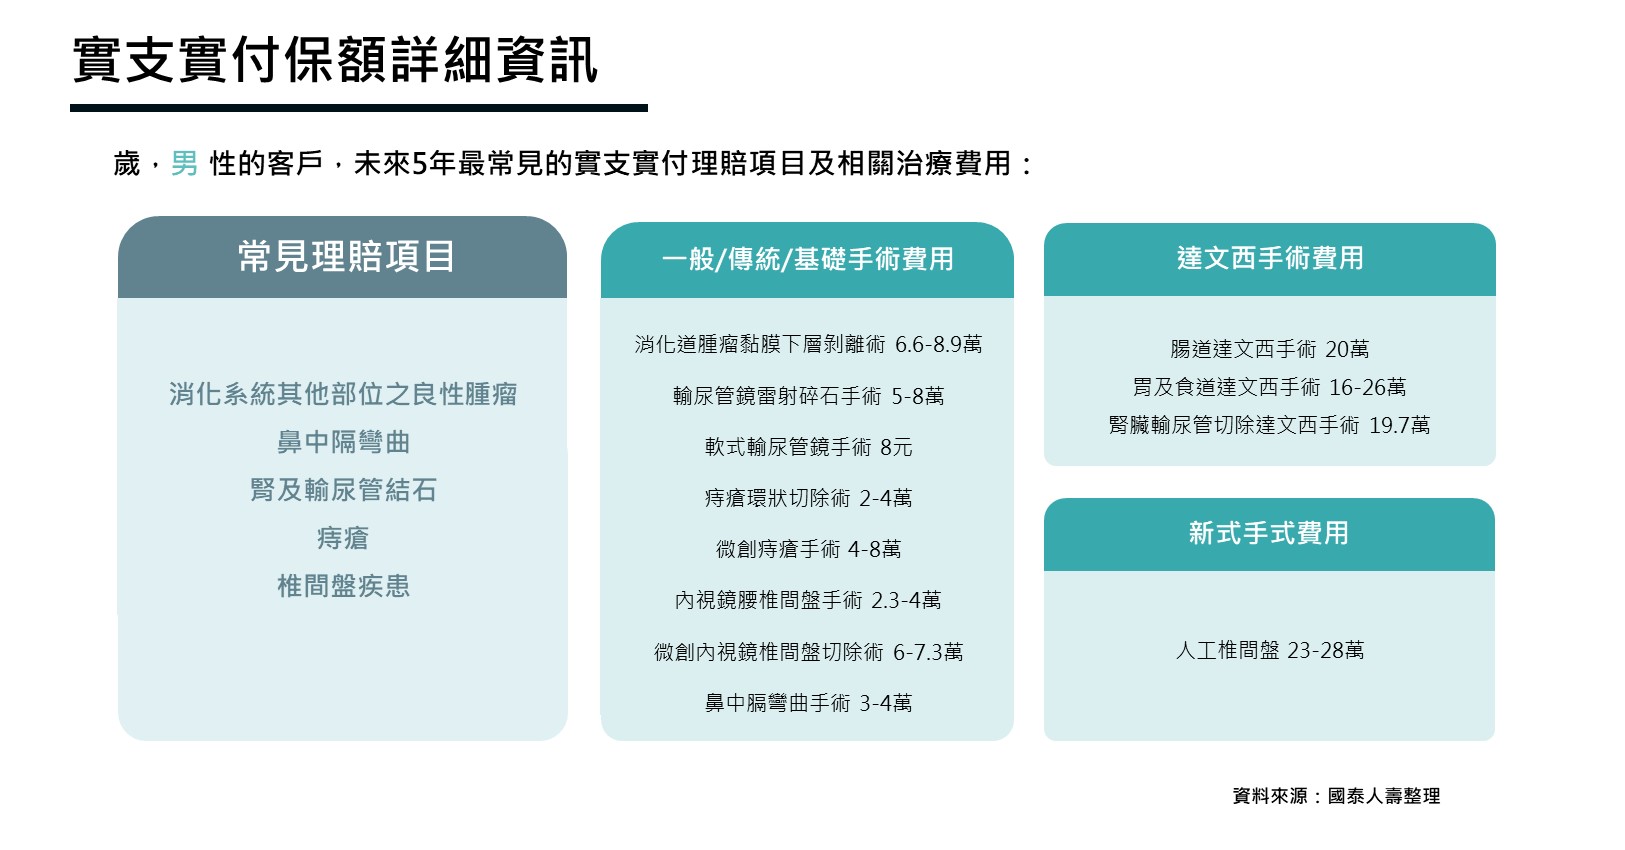 實支實付保額詳細資訊
歲，男 性的客戶，未來5年最常見的實支實付理賠項目及相關治療費用：
常見理賠項目
消化系統其他部位之良性腫瘤
鼻中隔彎曲
腎及輸尿管結石
痔瘡
椎間盤疾患
一般/傳統/基礎手術費用
消化道腫瘤黏膜下層剝離術 6.6-8.9萬
輸尿管鏡雷射碎石手術 5-8萬
軟式輸尿管鏡手術 8元
痔瘡環狀切除術 2-4萬
微創痔瘡手術 4-8萬
內視鏡腰椎間盤手術 2.3-4萬
微創內視鏡椎間盤切除術 6-7.3萬
鼻中膈彎曲手術 3-4萬
達文西手術費用
腸道達文西手術 20萬
胃及食道達文西手術 16-26萬
腎臟輸尿管切除達文西手術 19.7萬
新式手式費用
人工椎間盤 23-28萬
資料來源：國泰人壽整理